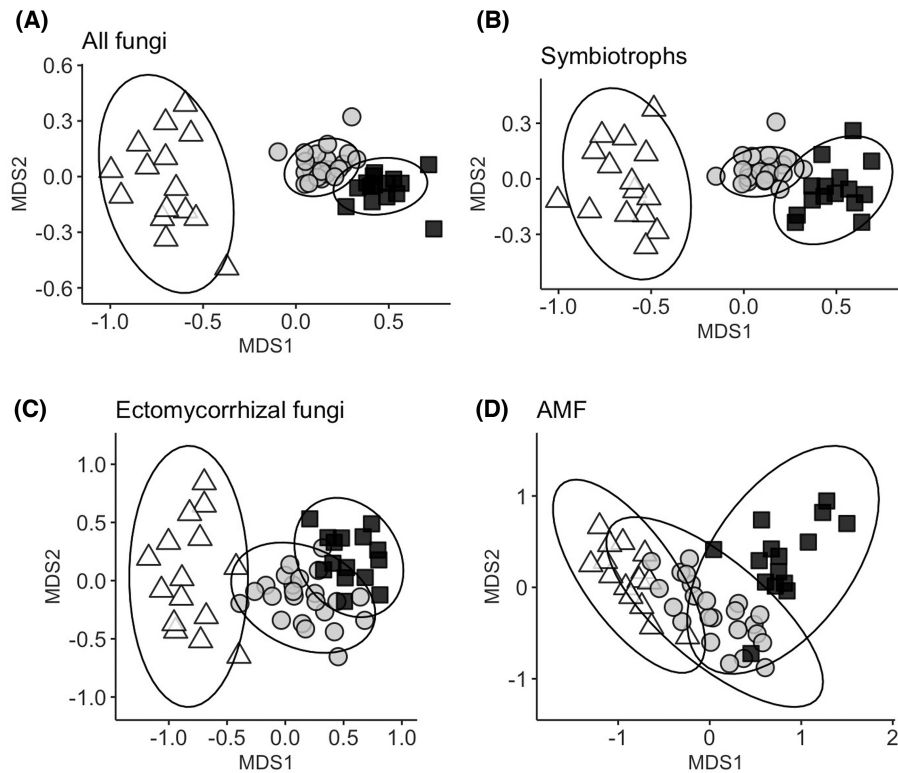 (A)
All fungi
0.6
0.3
0.0
-0.3
-0.6
MDS2
-1.0 -0.5 0.0 0.5
MDS1
(B)
Symbiotrophs
0.3
0.0
-0.3
MDS2
-1.0 -0.5 0.0 0.5
MDS1
(C)
Ectomycorrhizal fungi
1.0
0.5
0.0
-0.5
-1.0
MDS2
-1.0 -0.5 0.0 0.5 1.0
MDS1
(D)
AMF
1
0
-1
MDS2
-1 0 1 2
MDS1